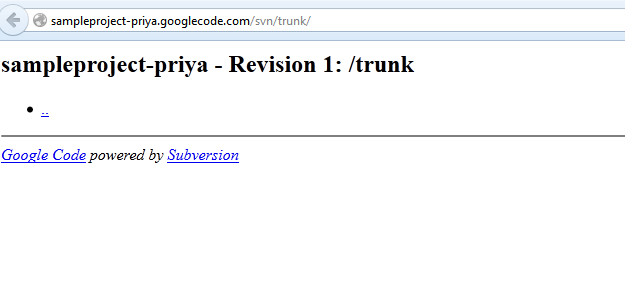 sampleproject-priya.googlecode.com/svn/trunk/
sampleproject-priya - Revision 1: /trunk
..
Google Code powered by Subversion